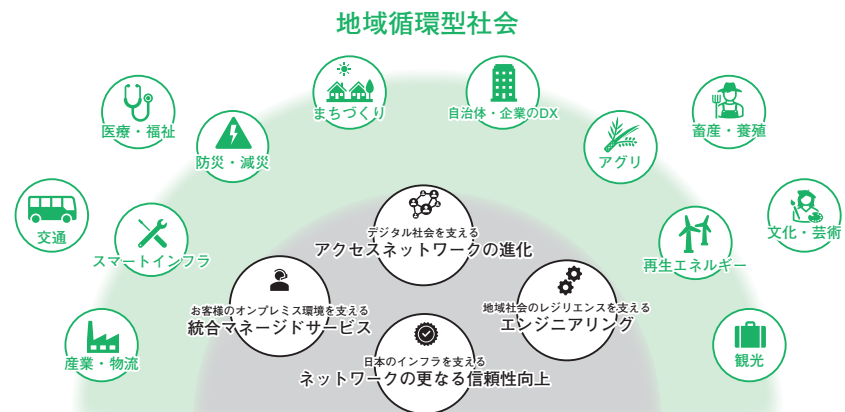 地域循環型社会
まちづくり
自治体・企業のDX
医療・福祉
畜産・養殖
防災・減災
アグリ
交通
文化・芸術
スマートインフラ
再生エネルギー
デジタル社会を支える
アクセスネットワークの進化
お客様のオンプレミス環境を支える
統合マネージドサービス
地域社会のレジリエンスを支える
エンジニアリング
日本のインフラを支える
ネットワークの更なる信頼性向上
産業・物流
観光